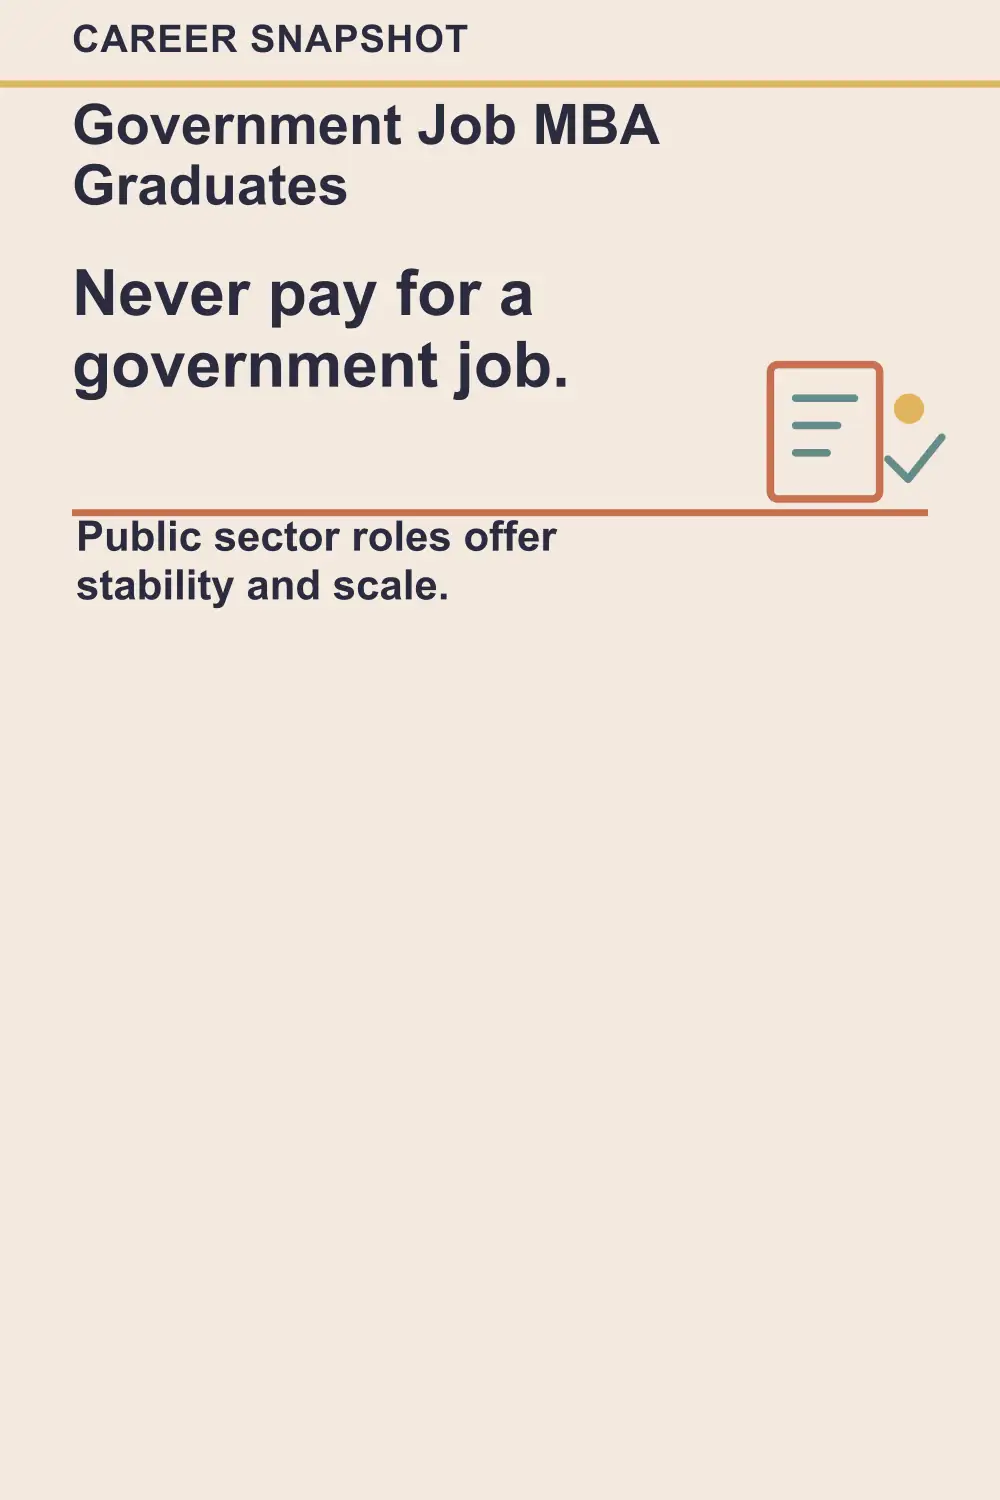 CAREER SNAPSHOT
Government Job MBA
Graduates
Never pay for a
government job.
Public sector roles offer
stability and scale.